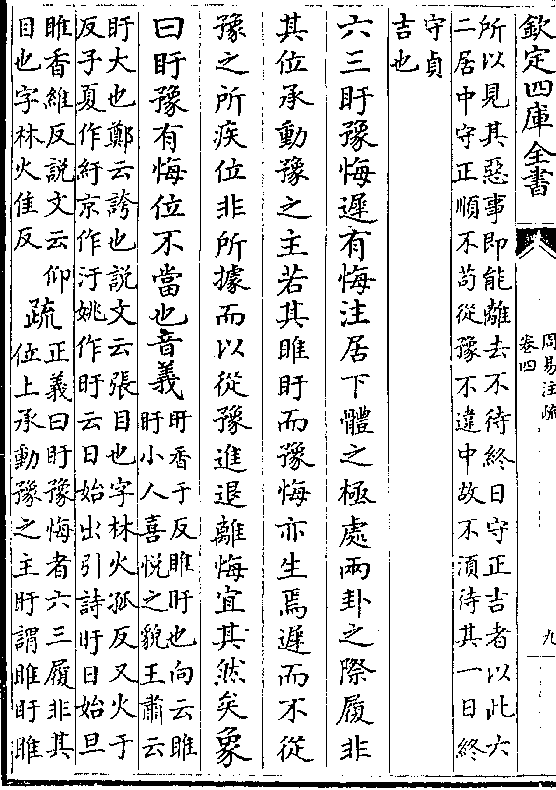 欽定四庫全書
周易注疏
卷四
九
所以見其惡事即能離去不待終日守正吉者以此六
二居中守正順不苟從豫不違中故不須待其一日終
守貞
吉也
六三盱豫悔遲有悔注居下體之極處兩卦之際履非
其位承動豫之主若其睢盱而豫悔亦生焉遲而不從
豫之所疾位非所據而以從豫進退離悔宜其然矣象
曰盱豫有悔位不當也音義
盱香于反睢盱也向云睢
盱小人喜悦之貌王肅云
盱大也鄭云誇也説文云張目也字林火孤反又火于
反子夏作紆京作汙姚作旴云日始出引詩旴日始旦
睢香維反説文云仰
目也字林火佳反
疏
正義曰盱豫悔者六三履非其
位上承動豫之主盱謂睢盱睢